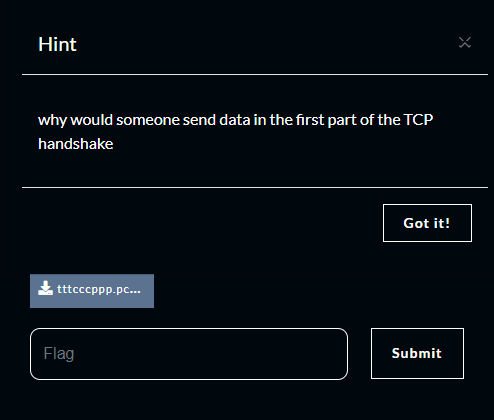 Hint
why would someone send data in the first part of the TCP
handshake
Got it!
tttcccppp.pc...
Flag
Submit